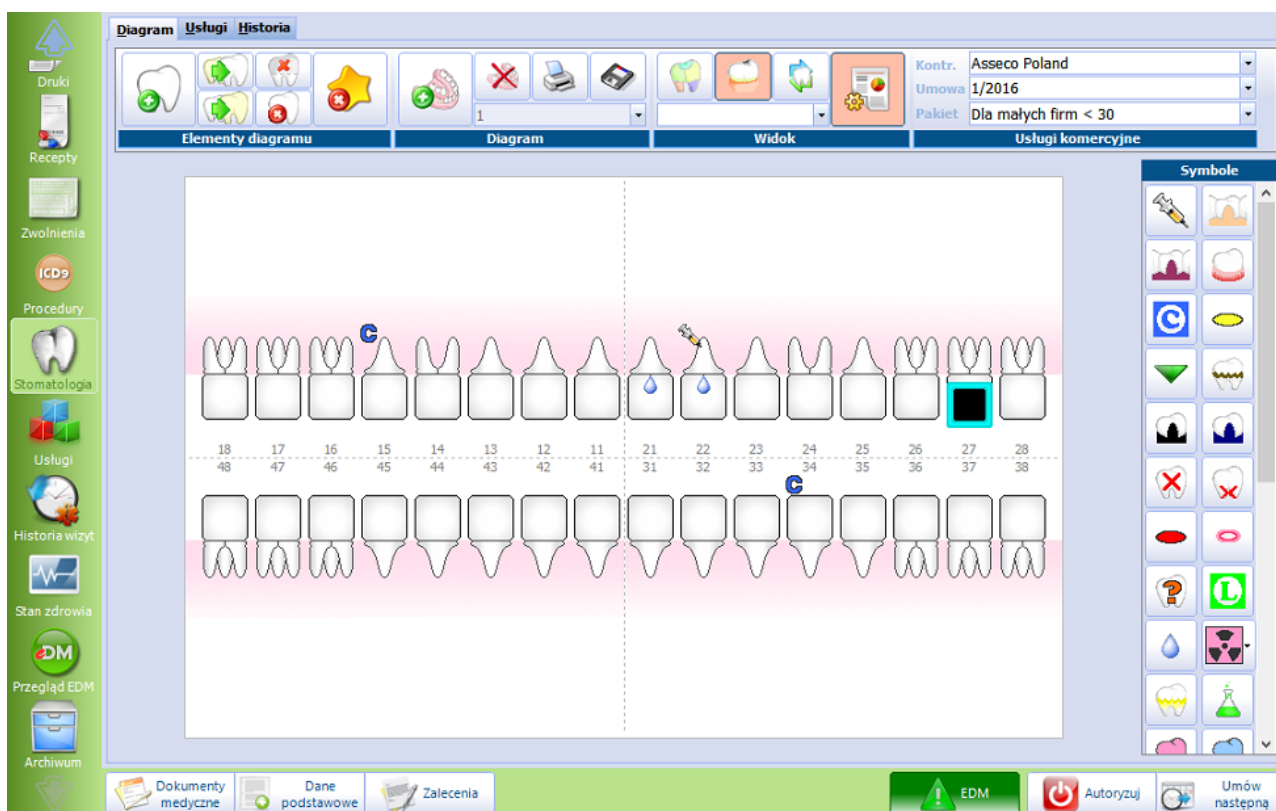 Diagram Usługi Historia
Druki
Recepty
Zwolnienia
ICD9
Procedury
Stomatologia
Usługi
Historia wizyt
Stan zdrowia
eDM
Przegląd EDM
Archiwum
1
Elementy diagramu
Diagram
Widok
Kontr. Asseco Poland
Umowa 1/2016
Pakiet Dla małych firm < 30
Usługi komercyjne
Symbole
C
C
18 17 16 15 14 13 12 11 21 22 23 24 25 26 27 28
48 47 46 45 44 43 42 41 31 32 33 34 35 36 37 38
C
?
L
Dokumenty
medyczne
Dane
podstawowe
Zalecenia
EDM
Autoryzuj
Umów
następną